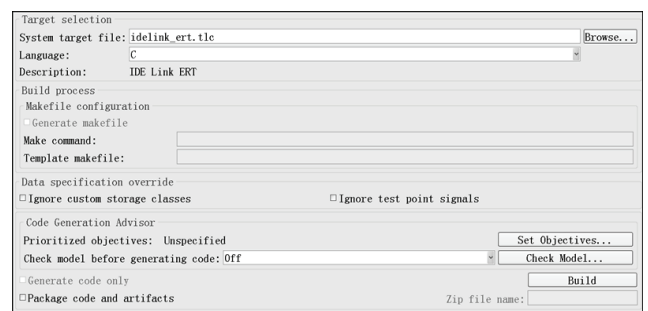 Target selection
System target file: idelink_ert.tlc Browse...
Language: C
Description: IDE Link ERT
Build process
Makefile configuration
Generate makefile
Make command:
Template makefile:
Data specification override
Ignore custom storage classes Ignore test point signals
Code Generation Advisor
Prioritized objectives: Unspecified Set Objectives...
Check model before generating code: Off Check Model...
Generate code only Build
Package code and artifacts Zip file name: